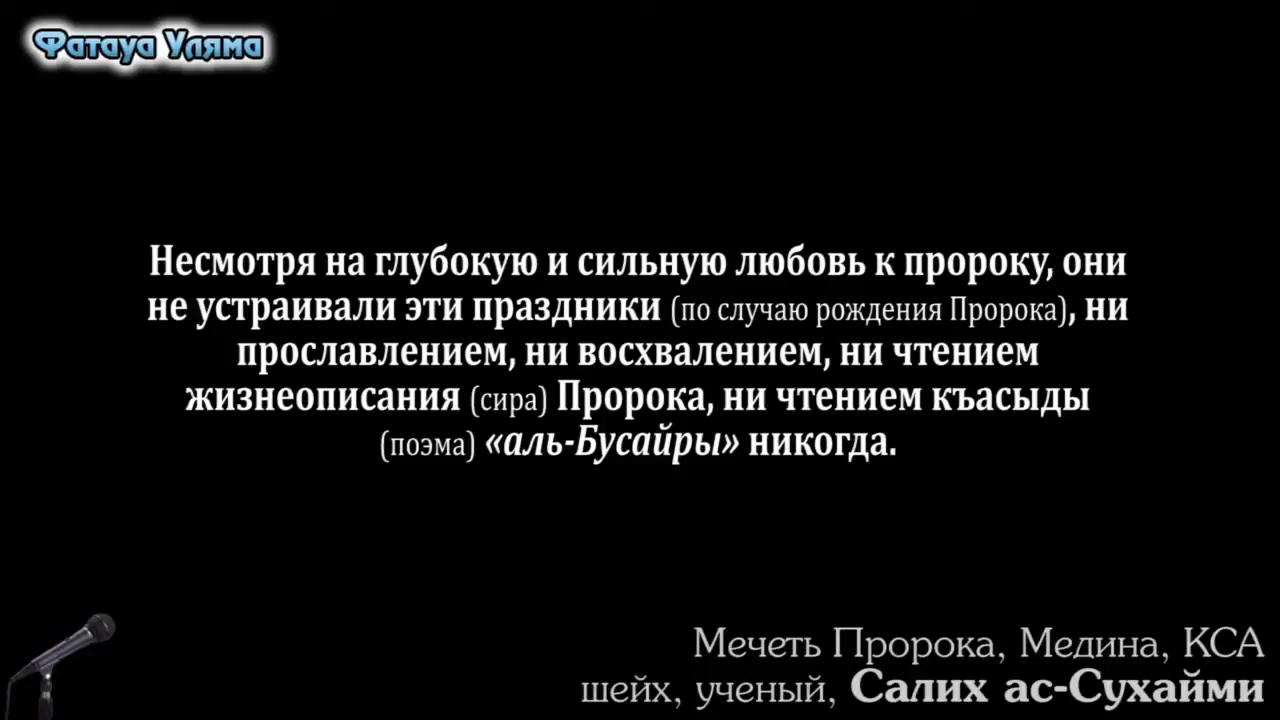 Фатауа Уляма
Несмотря на глубокую и сильную любовь к пророку, они
не устраивали эти праздники (по случаю рождения Пророка), ни
прославлением, ни восхвалением, ни чтением
жизнеописания (сира) Пророка, ни чтением къасыды
(поэма) «аль-Бусайры» никогда.
Мечеть Пророка, Медина, КСА
шейх, ученый, Салих ас-Сухайми